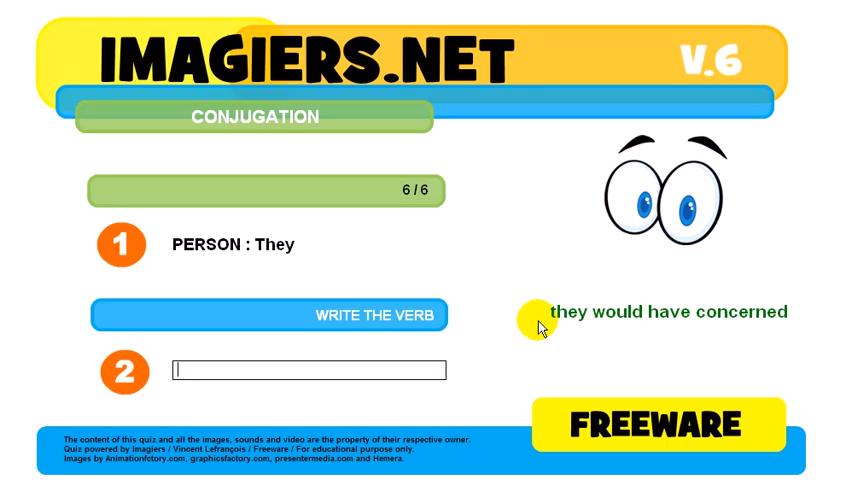 IMAGIERS.NET
V.6
CONJUGATION
6 / 6
1
PERSON : They
WRITE THE VERB
they would have concerned
2
FREEWARE
The content of this quiz and all the images, sounds and video are the property of their respective owner.
Quiz powered by Imagiers / Vincent Lefrançois / Freeware / For educational purpose only.
Images by Animationfctory.com, graphicsfactory.com, presentermedia.com and Hemera.